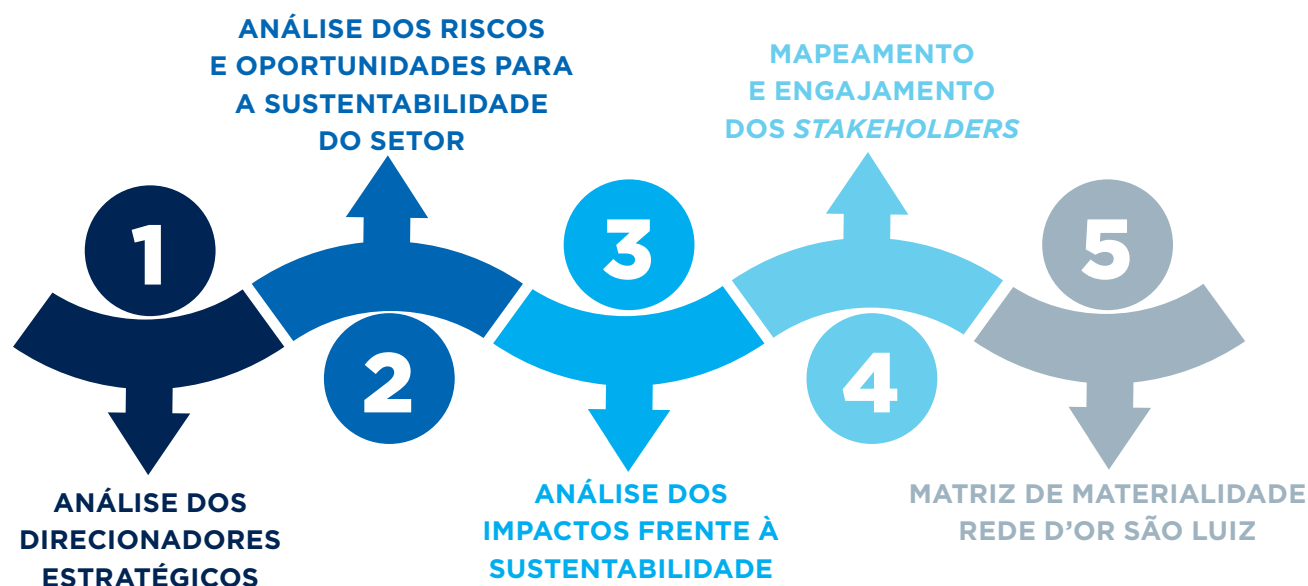 1
ANÁLISE DOS
DIRECIONADORES
ESTRATÉGICOS
ANÁLISE DOS RISCOS
E OPORTUNIDADES PARA
A SUSTENTABILIDADE
DO SETOR
2
3
ANÁLISE DOS
IMPACTOS FRENTE À
SUSTENTABILIDADE
MAPEAMENTO
E ENGAJAMENTO
DOS STAKEHOLDERS
4
5
MATRIZ DE MATERIALIDADE
REDE D'OR SÃO LUIZ